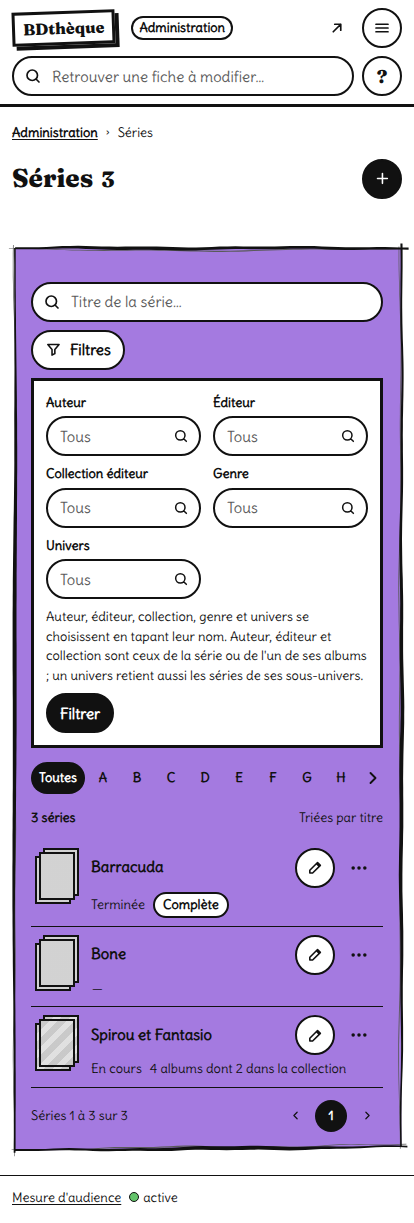 BDthèque
Administration
Retrouver une fiche à modifier...
?
Administration › Séries
Séries 3
+
Titre de la série...
Filtres
Auteur
Éditeur
Tous
Tous
Collection éditeur
Genre
Tous
Tous
Univers
Tous
Auteur, éditeur, collection, genre et univers se
choisissent en tapant leur nom. Auteur, éditeur et
collection sont ceux de la série ou de l'un de ses albums
; un univers retient aussi les séries de ses sous-univers.
Filtrer
Toutes A B C D E F G H
3 séries
Triées par titre
Barracuda
Terminée Complète
Bone
—
Spirou et Fantasio
En cours 4 albums dont 2 dans la collection
Séries 1 à 3 sur 3
‹ 1 ›
Mesure d'audience active